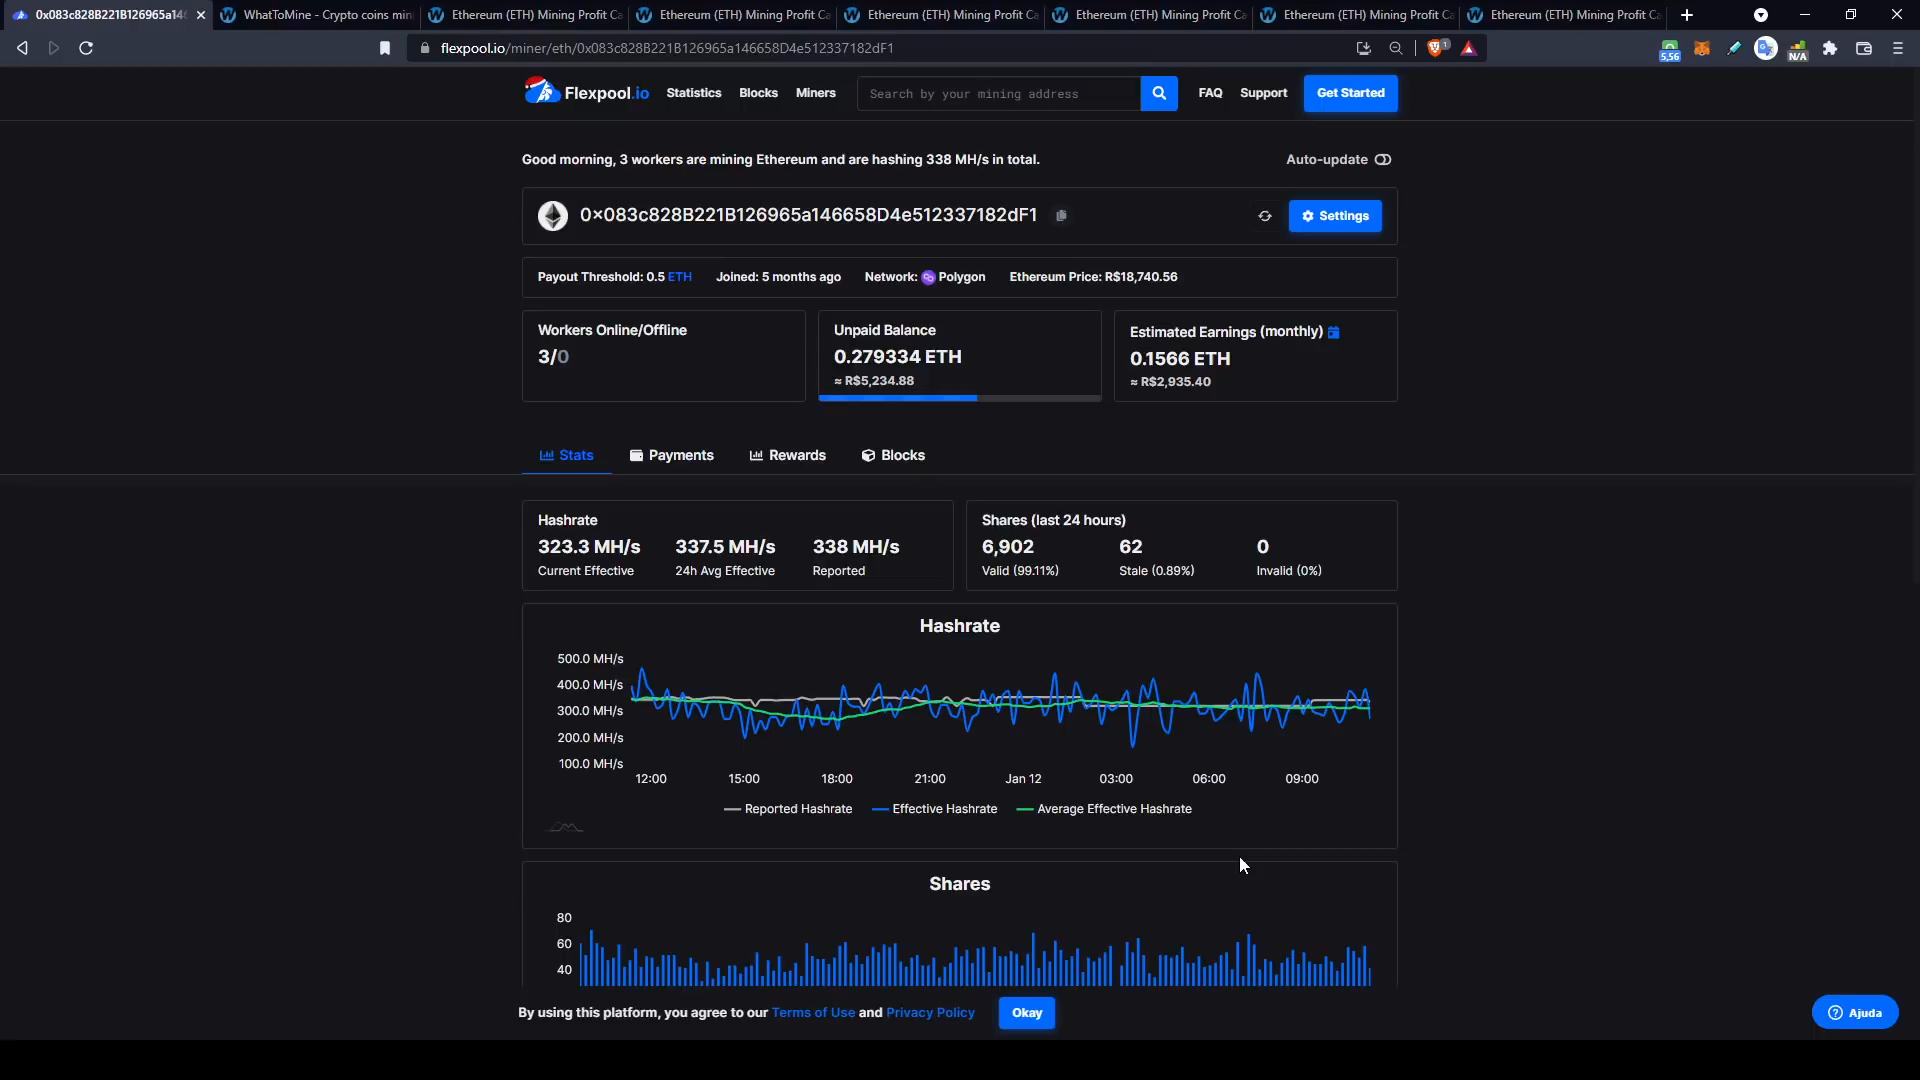 0x083c828B221B126965a14
WhatToMine - Crypto coins min
Ethereum (ETH) Mining Profit Ca
Ethereum (ETH) Mining Profit Ca
Ethereum (ETH) Mining Profit Ca
Ethereum (ETH) Mining Profit Ca
Ethereum (ETH) Mining Profit Ca
Ethereum (ETH) Mining Profit Ca
flexpool.io/miner/eth/0x083c828B221B126965a146658D4e512337182dF1
1
5,56
N/A
Flexpool.io
Statistics
Blocks
Miners
Search by your mining address
FAQ
Support
Get Started
Good morning, 3 workers are mining Ethereum and are hashing 338 MH/s in total.
Auto-update
0×083c828B221B126965a146658D4e512337182dF1
Settings
Payout Threshold: 0.5 ETH
Joined: 5 months ago
Network: Polygon
Ethereum Price: R$18,740.56
Workers Online/Offline
3/0
Unpaid Balance
0.279334 ETH
≈ R$5,234.88
Estimated Earnings (monthly)
0.1566 ETH
≈ R$2,935.40
Stats
Payments
Rewards
Blocks
Hashrate
323.3 MH/s
337.5 MH/s
338 MH/s
Current Effective
24h Avg Effective
Reported
Shares (last 24 hours)
6,902
62
0
Valid (99.11%)
Stale (0.89%)
Invalid (0%)
Hashrate
500.0 MH/s
400.0 MH/s
300.0 MH/s
200.0 MH/s
100.0 MH/s
12:00
15:00
18:00
21:00
Jan 12
03:00
06:00
09:00
Reported Hashrate
Effective Hashrate
Average Effective Hashrate
Shares
80
60
40
By using this platform, you agree to our Terms of Use and Privacy Policy
Okay
Ajuda